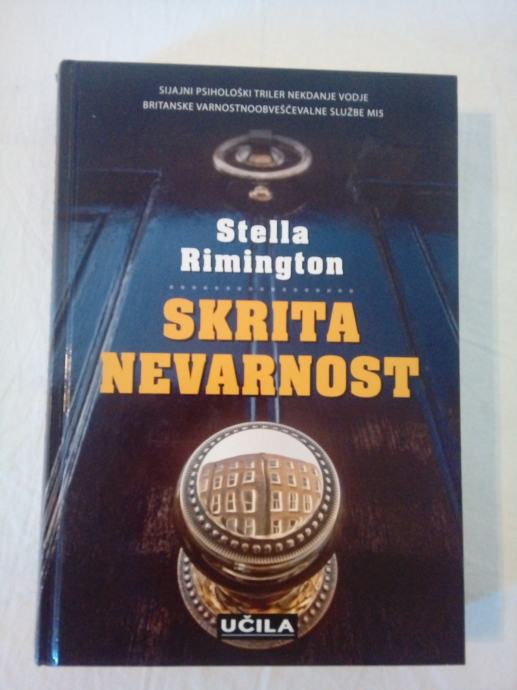 SIJAJNI PSIHOLOŠKI TRILER NEKDANJE VODJE
BRITANSKE VARNOSTNOOBVEŠČEVALNE SLUŽBE MI5
Stella
Rimington
SKRITA
NEVARNOST
UČILA